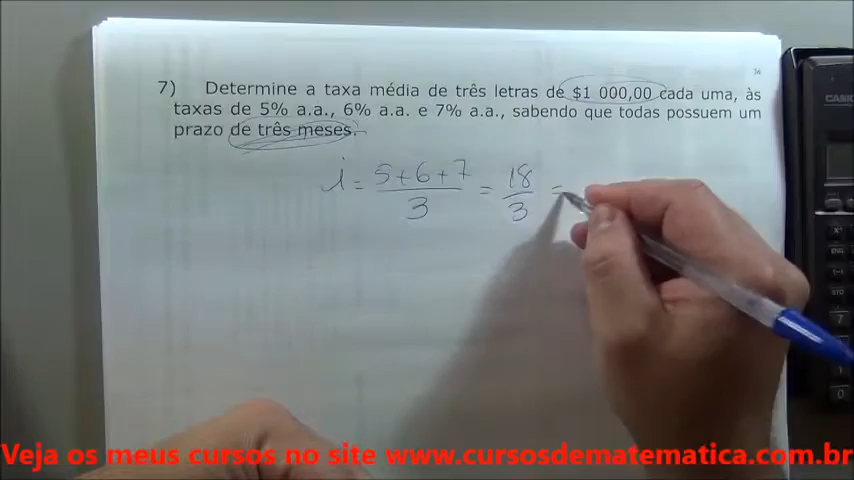 36
7) Determine a taxa média de três letras de $1 000,00 cada uma, às
taxas de 5% a.a., 6% a.a. e 7% a.a., sabendo que todas possuem um
prazo de três meses.
i = 5+6+7 / 3 = 18 / 3 =
CASIO
Veja os meus cursos no site www.cursosdematematica.com.br